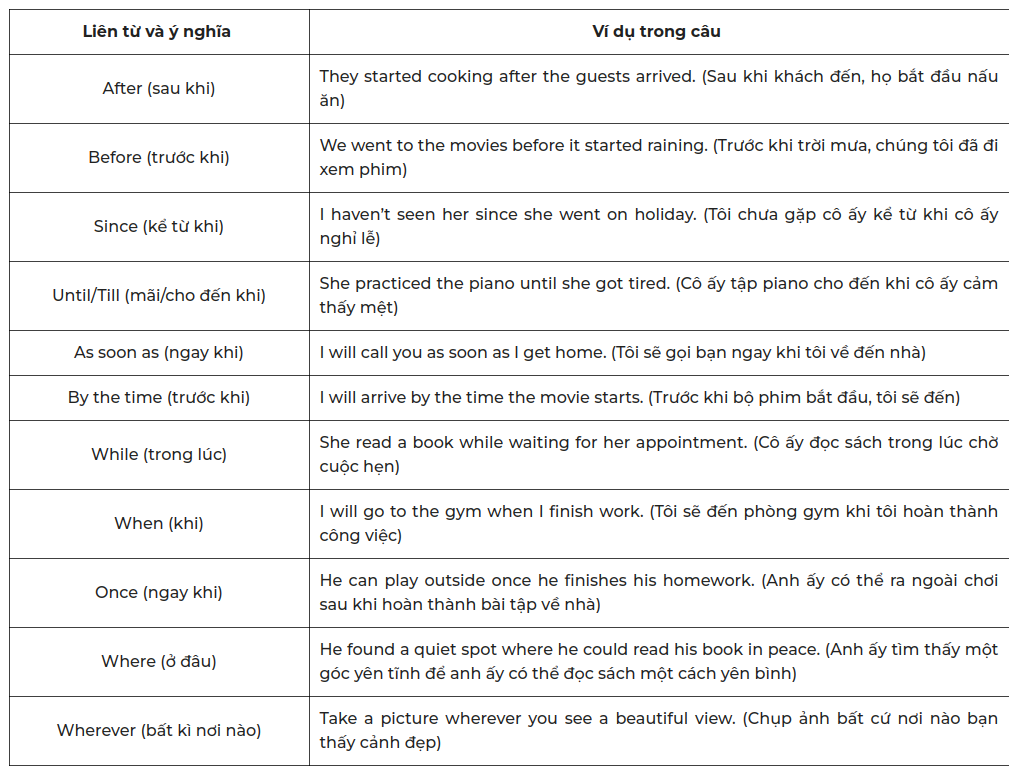 Liên từ và ý nghĩa
Ví dụ trong câu
After (sau khi)
They started cooking after the guests arrived. (Sau khi khách đến, họ bắt đầu nấu
ăn)
Before (trước khi)
We went to the movies before it started raining. (Trước khi trời mưa, chúng tôi đã đi
xem phim)
Since (kể từ khi)
I haven’t seen her since she went on holiday. (Tôi chưa gặp cô ấy kể từ khi cô ấy
nghỉ lễ)
Until/Till (mãi/cho đến khi)
She practiced the piano until she got tired. (Cô ấy tập piano cho đến khi cô ấy cảm
thấy mệt)
As soon as (ngay khi)
I will call you as soon as I get home. (Tôi sẽ gọi bạn ngay khi tôi về đến nhà)
By the time (trước khi)
I will arrive by the time the movie starts. (Trước khi bộ phim bắt đầu, tôi sẽ đến)
While (trong lúc)
She read a book while waiting for her appointment. (Cô ấy đọc sách trong lúc chờ
cuộc hẹn)
When (khi)
I will go to the gym when I finish work. (Tôi sẽ đến phòng gym khi tôi hoàn thành
công việc)
Once (ngay khi)
He can play outside once he finishes his homework. (Anh ấy có thể ra ngoài chơi
sau khi hoàn thành bài tập về nhà)
Where (ở đâu)
He found a quiet spot where he could read his book in peace. (Anh ấy tìm thấy một
góc yên tĩnh để anh ấy có thể đọc sách một cách yên bình)
Wherever (bất kì nơi nào)
Take a picture wherever you see a beautiful view. (Chụp ảnh bất cứ nơi nào bạn
thấy cảnh đẹp)